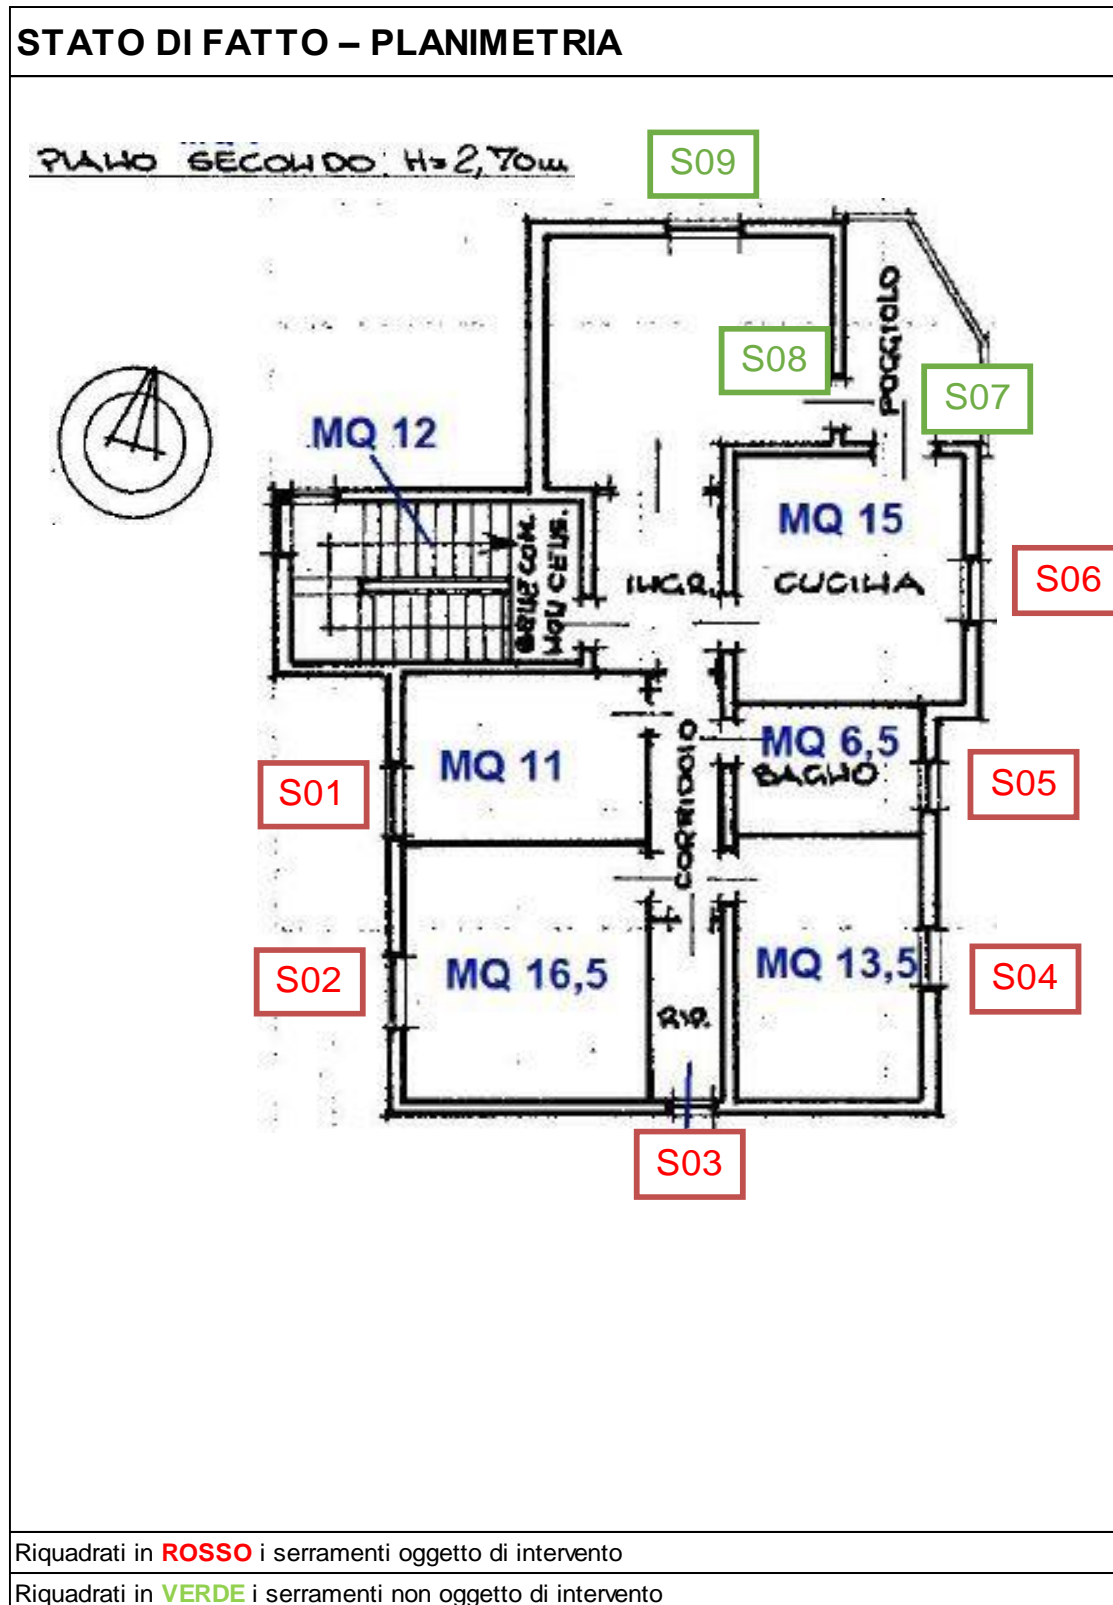 STATO DI FATTO – PLANIMETRIA
PIANO SECONDO H=2,70m
S09
POGGIOLO
S08
S07
MQ 12
MQ 15
INGR.
CUCINA
S06
NON CENS.
MQ 6,5
BAGNO
MQ 11
CORRIDOIO
S01
S05
MQ 16,5
MQ 13,5
S02
S04
RIP.
S03
Riquadrati in ROSSO i serramenti oggetto di intervento
Riquadrati in VERDE i serramenti non oggetto di intervento